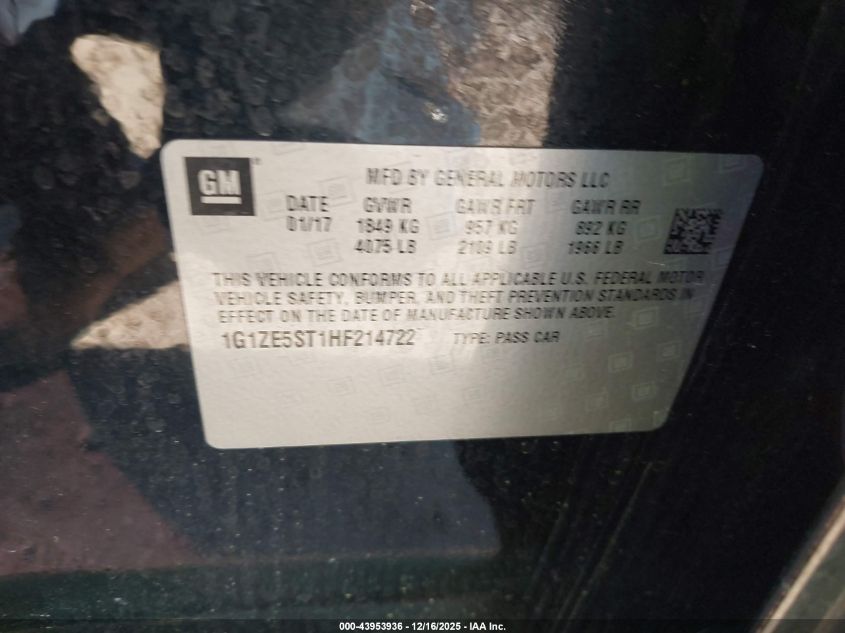 GM
MFD BY GENERAL MOTORS LLC
DATE GVWR GAWR FRT GAWR RR
01/17 1849 KG 957 KG 892 KG
4075 LB 2109 LB 1966 LB
THIS VEHICLE CONFORMS TO ALL APPLICABLE U.S. FEDERAL MOTOR
VEHICLE SAFETY, BUMPER, AND THEFT PREVENTION STANDARDS IN
EFFECT ON THE DATE OF MANUFACTURE SHOWN ABOVE.
1G1ZE5ST1HF214722 TYPE: PASS CAR
000-43953936 - 12/16/2025 - IAA Inc.